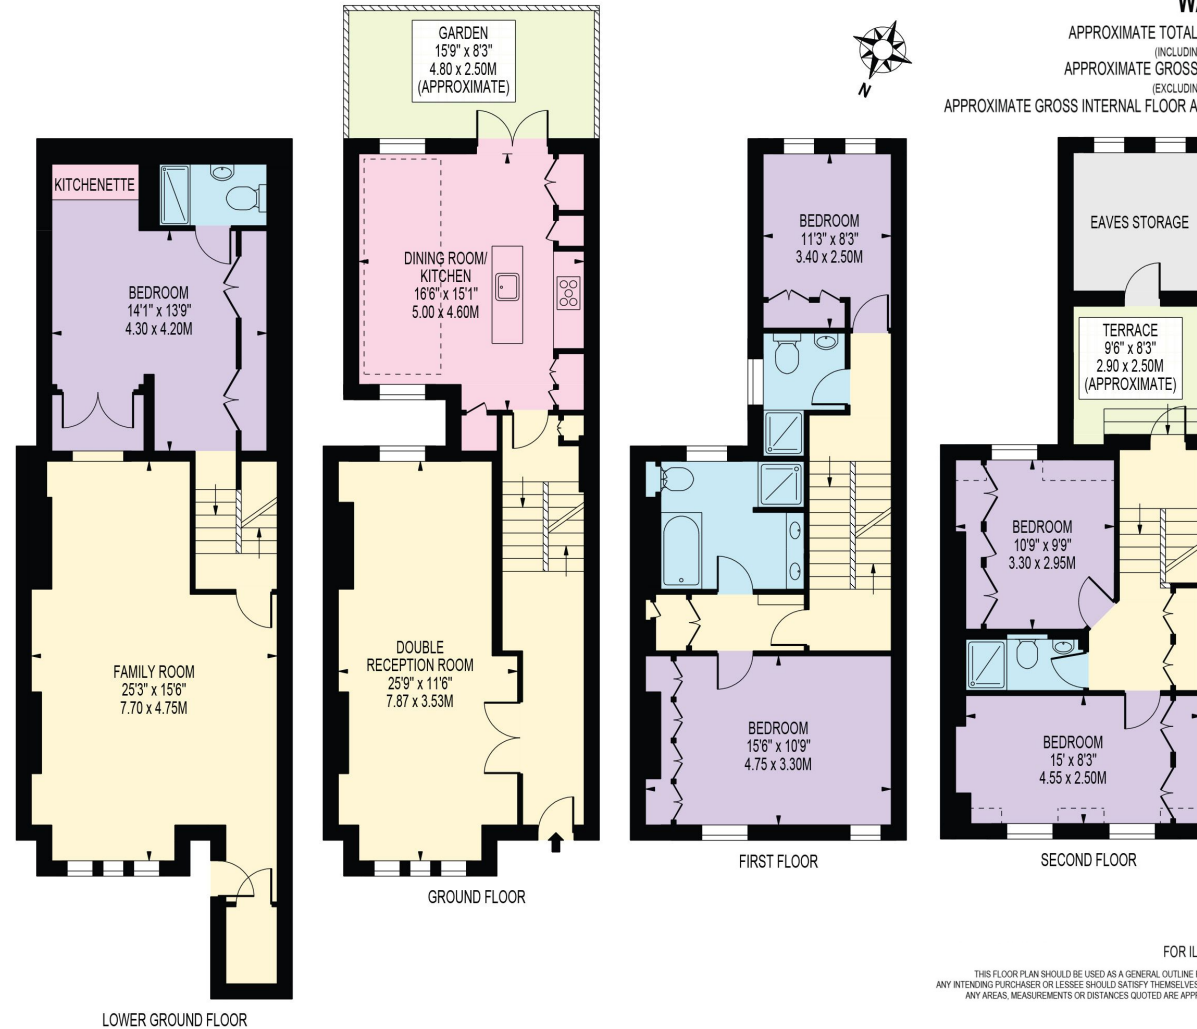 GARDEN
15'9" x 8'3"
4.80 x 2.50M
(APPROXIMATE)
N
APPROXIMATE TOTAL
APPROXIMATE GROSS
APPROXIMATE GROSS INTERNAL FLOOR
KITCHENETTE
BEDROOM
14'1" x 13'9"
4.30 x 4.20M
FAMILY ROOM
25'3" x 15'6"
7.70 x 4.75M
LOWER GROUND FLOOR
DINING ROOM/
KITCHEN
16'6" x 15'1"
5.00 x 4.60M
DOUBLE
RECEPTION ROOM
25'9" x 11'6"
7.87 x 3.53M
GROUND FLOOR
BEDROOM
11'3" x 8'3"
3.40 x 2.50M
BEDROOM
15'6" x 10'9"
4.75 x 3.30M
FIRST FLOOR
EAVES STORAGE
TERRACE
9'6" x 8'3"
2.90 x 2.50M
(APPROXIMATE)
BEDROOM
10'9" x 9'9"
3.30 x 2.95M
BEDROOM
15' x 8'3"
4.55 x 2.50M
SECOND FLOOR
FOR
THIS FLOOR PLAN SHOULD BE USED AS A GENERAL OUTLINE
ANY INTENDING PURCHASER OR LESSEE SHOULD SATISFY THEMSELVES
ANY AREAS, MEASUREMENTS OR DISTANCES QUOTED ARE